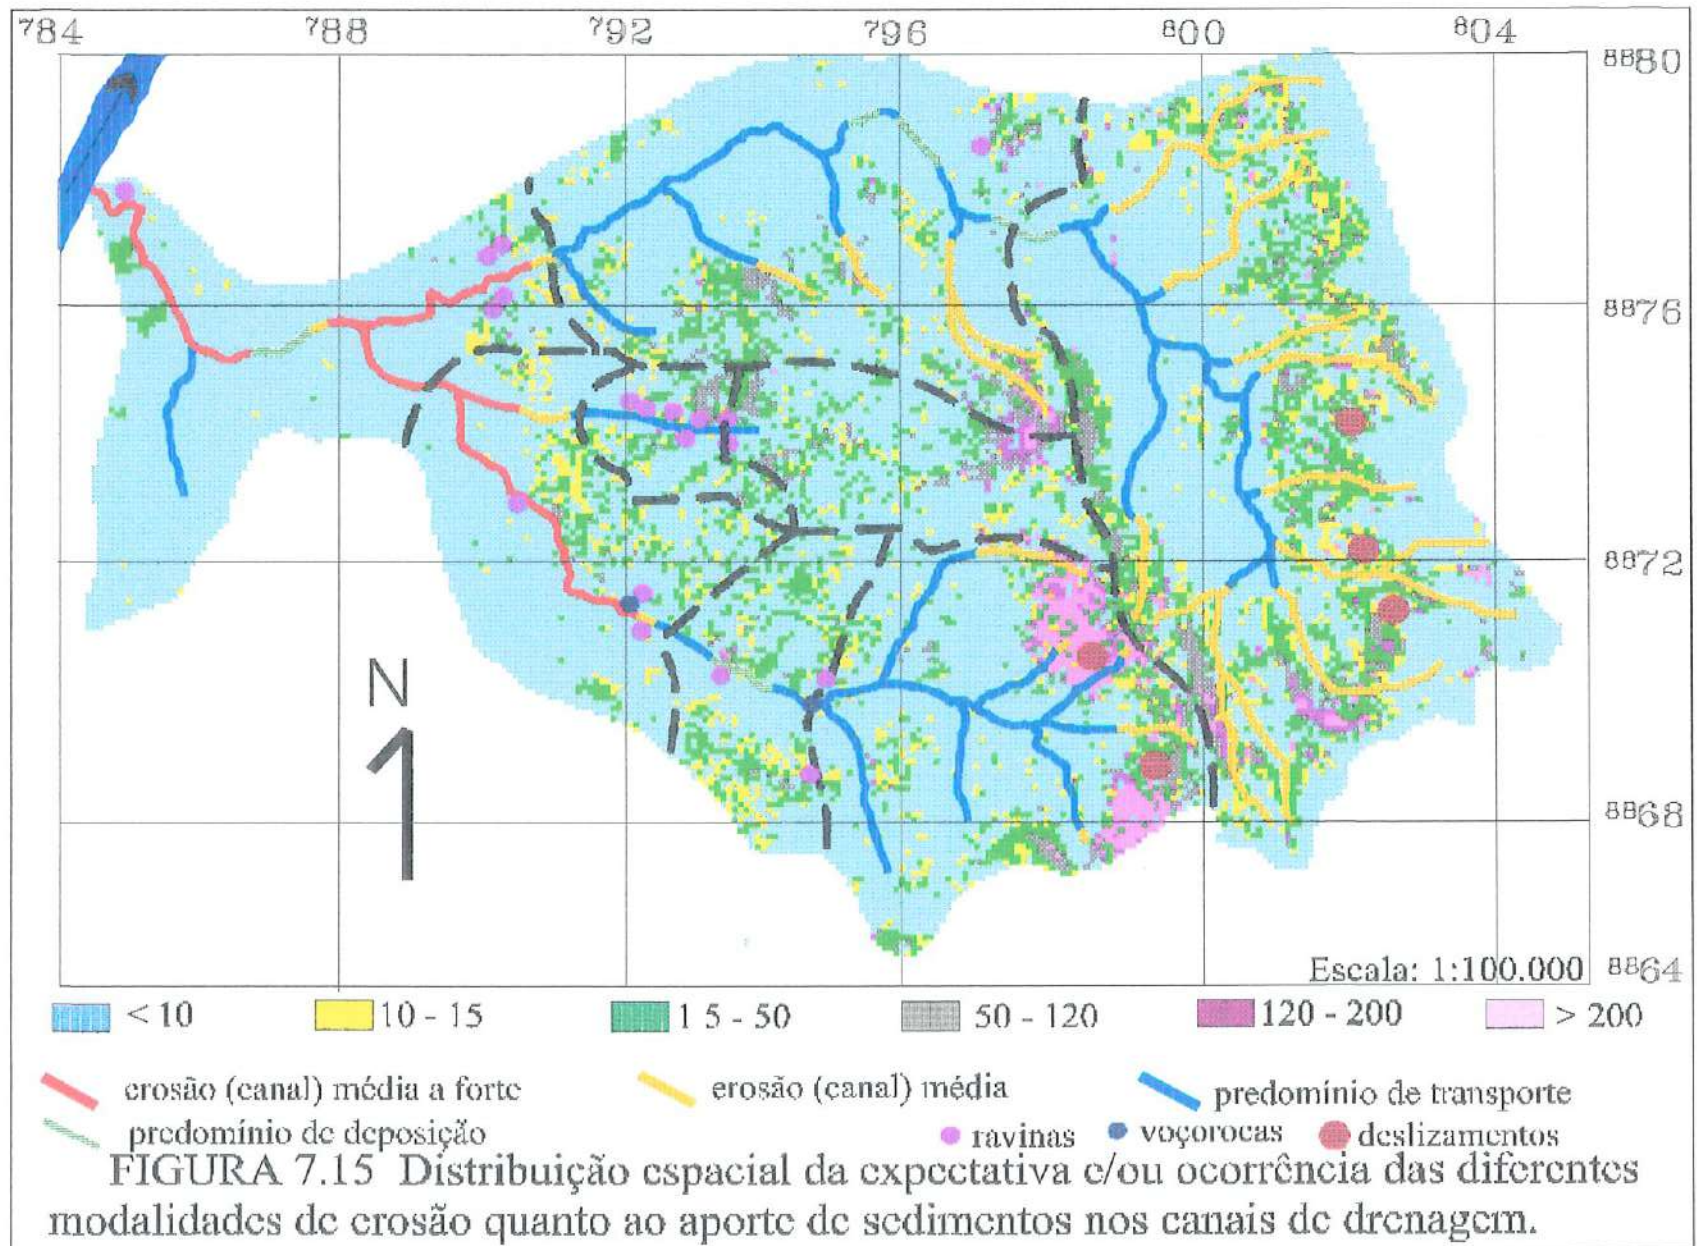 784 788 792 796 800 804
8880
8876
8872
8868
8864
N
Escala: 1:100.000
< 10 10 - 15 15 - 50 50 - 120 120 - 200 > 200
erosão (canal) média a forte erosão (canal) média predomínio de transporte
predomínio de deposição ravinas voçorocas deslizamentos
FIGURA 7.15 Distribuição espacial da expectativa e/ou ocorrência das diferentes
modalidades de erosão quanto ao aporte de sedimentos nos canais de drenagem.